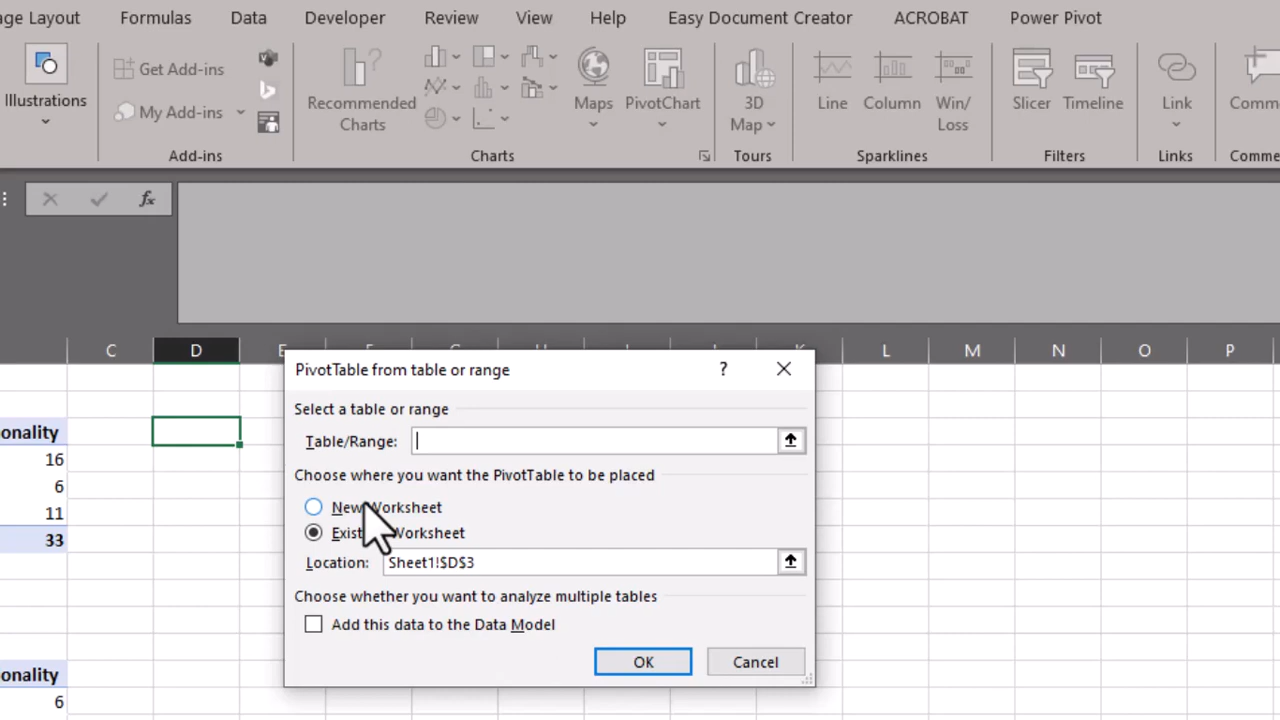 age Layout Formulas Data Developer Review View Help Easy Document Creator ACROBAT Power Pivot
Illustrations
Get Add-ins
My Add-ins
Add-ins
Recommended
Charts
Maps
PivotChart
Charts
3D
Map
Tours
Line
Column
Win/
Loss
Sparklines
Slicer
Timeline
Filters
Link
Links
Comme
Comme
fx
C D E F G H I J K L M N O P
onality
16
6
11
33
onality
6
PivotTable from table or range ?
Select a table or range
Table/Range:
Choose where you want the PivotTable to be placed
New Worksheet
Exist Worksheet
Location: Sheet1!$D$3
Choose whether you want to analyze multiple tables
Add this data to the Data Model
OK Cancel